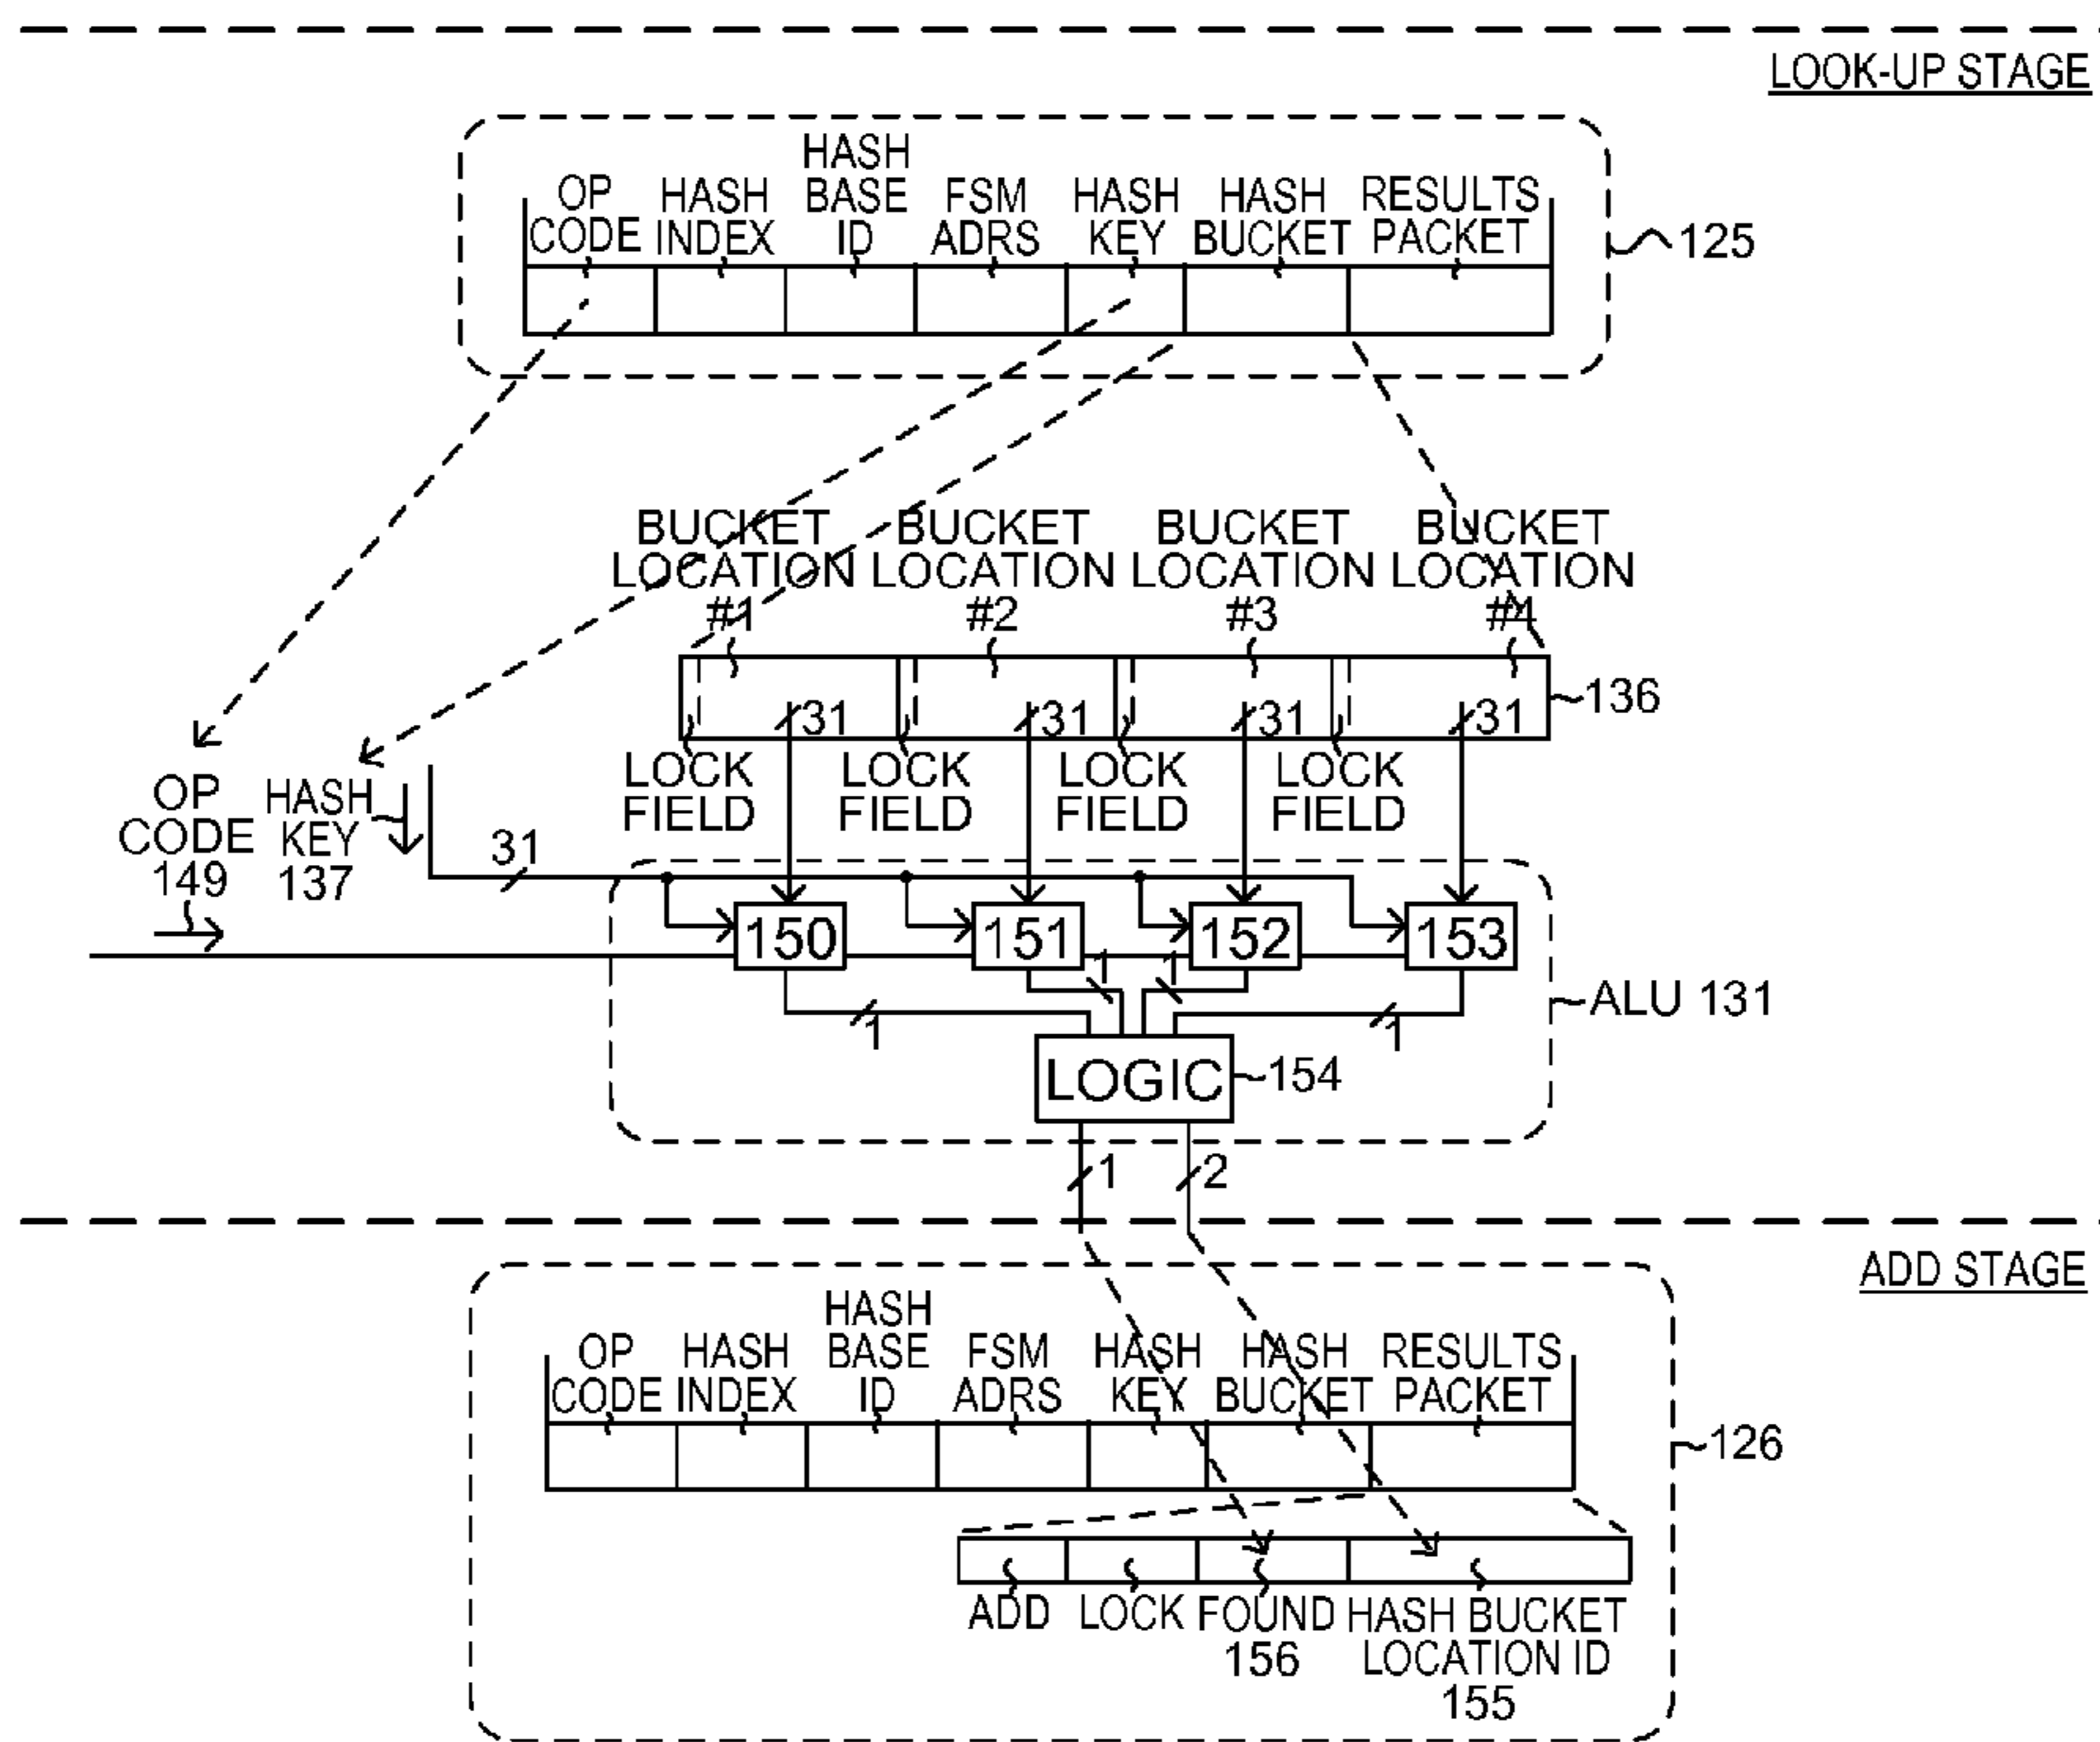 LOOK-UP STAGE
OP CODE
HASH INDEX
HASH BASE ID
FSM ADRS
HASH KEY
HASH BUCKET
RESULTS PACKET
125
BUCKET LOCATION #1
BUCKET LOCATION #2
BUCKET LOCATION #3
BUCKET LOCATION #4
31
31
31
31
136
LOCK FIELD
LOCK FIELD
LOCK FIELD
LOCK FIELD
OP CODE 149
HASH KEY 137
31
150
151
152
153
1
1
1
1
ALU 131
LOGIC
154
1
2
ADD STAGE
OP CODE
HASH INDEX
HASH BASE ID
FSM ADRS
HASH KEY
HASH BUCKET
RESULTS PACKET
126
ADD
LOCK
FOUND 156
HASH BUCKET LOCATION ID 155